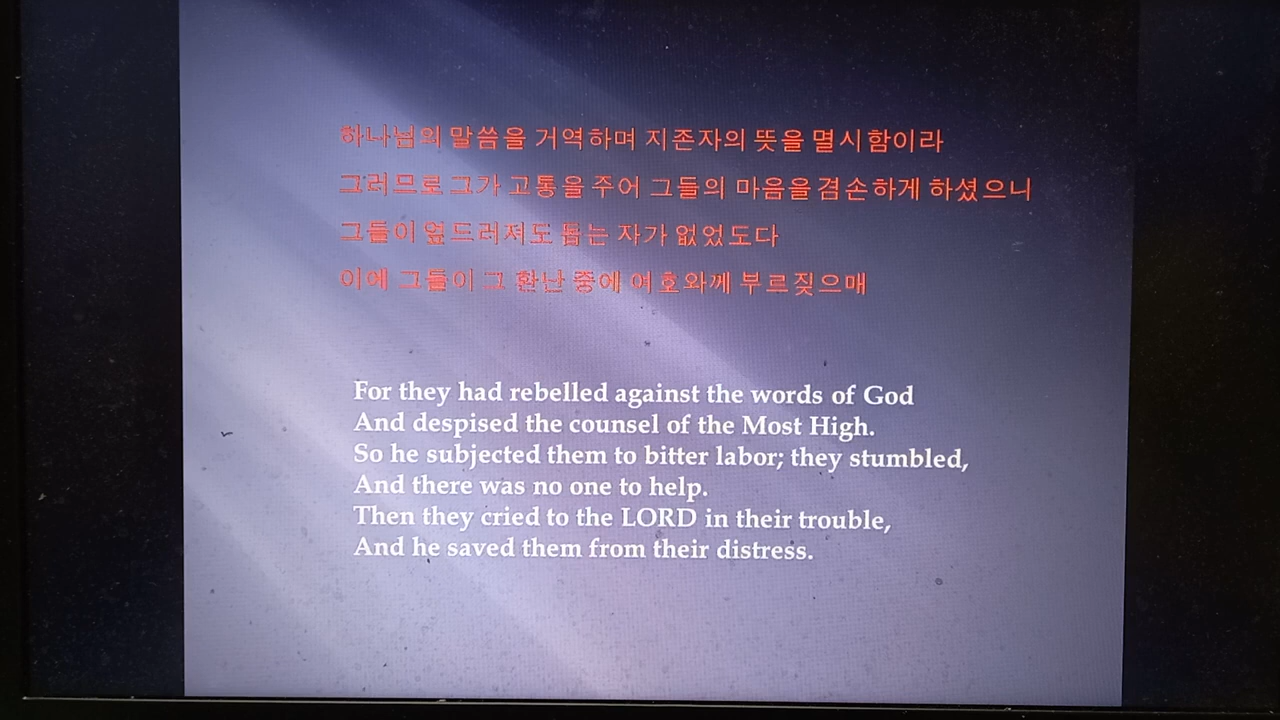 하나님의 말씀을 거역하며 지존자의 뜻을 멸시함이라
그러므로 그가 고통을 주어 그들의 마음을 겸손하게 하셨으니
그들이 엎드러져도 돕는 자가 없었도다
이에 그들이 그 환난 중에 여호와께 부르짖으매
For they had rebelled against the words of God
And despised the counsel of the Most High.
So he subjected them to bitter labor; they stumbled,
And there was no one to help.
Then they cried to the LORD in their trouble,
And he saved them from their distress.